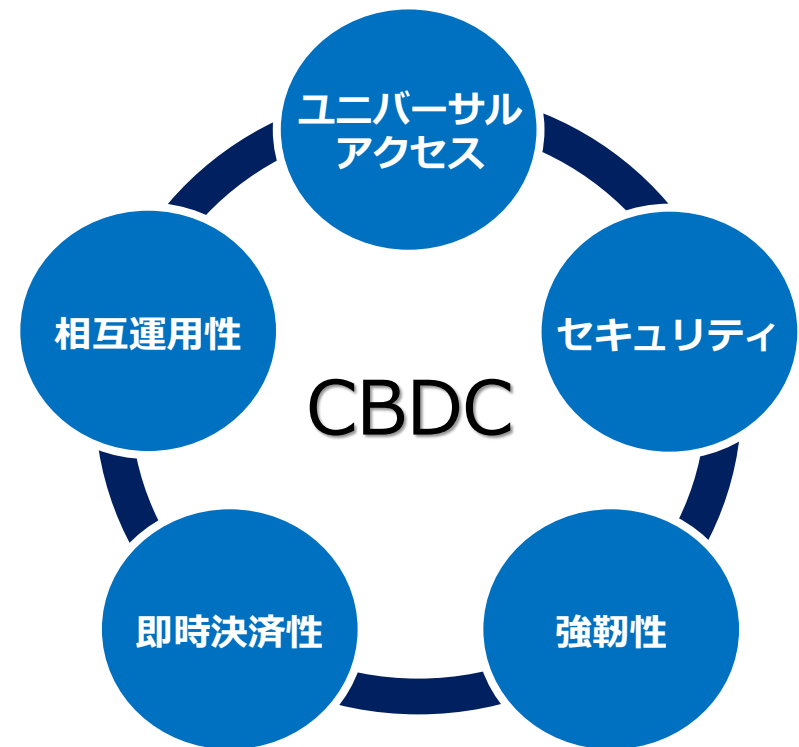 ユニバーサル
アクセス
相互運用性
セキュリティ
CBDC
即時決済性
強靭性